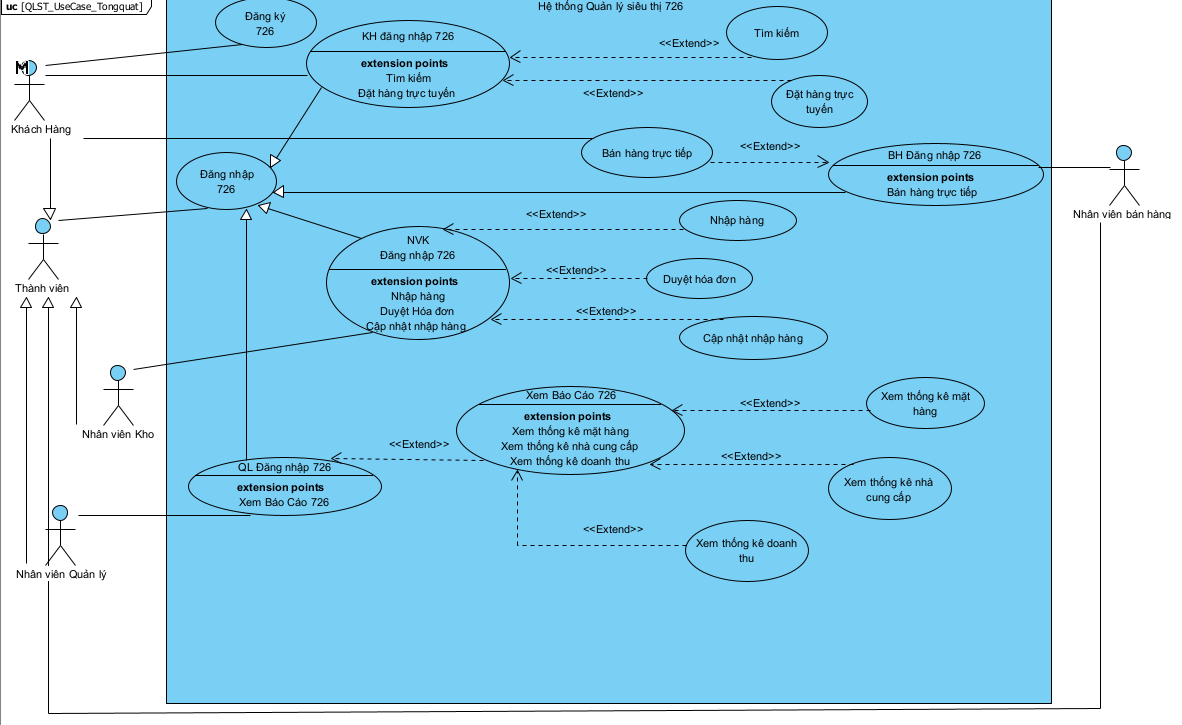 uc [QLST_UseCase_Tongquat]
Hệ thống Quản lý siêu thị 726
Đăng ký
726
KH đăng nhập 726
extension points
Tìm kiếm
Đặt hàng trực tuyến
<<Extend>>
Tìm kiếm
<<Extend>>
Đặt hàng trực
tuyến
Khách Hàng
Bán hàng trực tiếp
<<Extend>>
BH Đăng nhập 726
extension points
Bán hàng trực tiếp
Nhân viên bán hàng
Đăng nhập
726
Thành viên
NVK
Đăng nhập 726
extension points
Nhập hàng
Duyệt Hóa đơn
Cập nhật nhập hàng
<<Extend>>
Nhập hàng
<<Extend>>
Duyệt hóa đơn
<<Extend>>
Cập nhật nhập hàng
Nhân viên Kho
Xem Báo Cáo 726
extension points
Xem thống kê mặt hàng
Xem thống kê nhà cung cấp
Xem thống kê doanh thu
<<Extend>>
Xem thống kê mặt
hàng
<<Extend>>
Xem thống kê nhà
cung cấp
<<Extend>>
QL Đăng nhập 726
extension points
Xem Báo Cáo 726
<<Extend>>
Xem thống kê doanh
thu
Nhân viên Quản lý